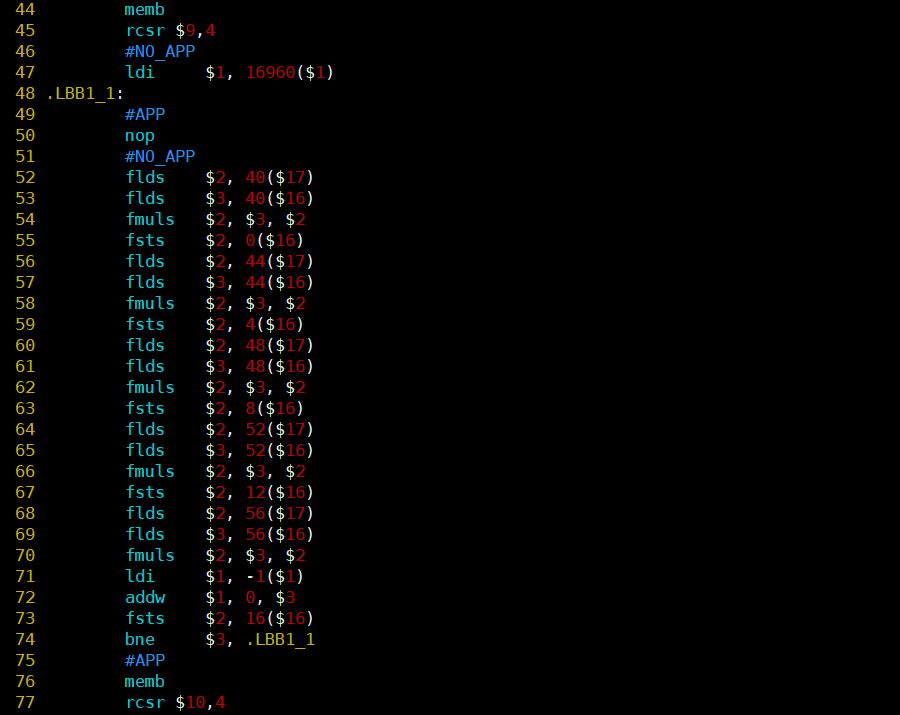 44         memb
45         rcsr $9,4
46         #NO_APP
47         ldi     $1, 16960($1)
48 .LBB1_1:
49         #APP
50         nop
51         #NO_APP
52         flds    $2, 40($17)
53         flds    $3, 40($16)
54         fmuls   $2, $3, $2
55         fsts    $2, 0($16)
56         flds    $2, 44($17)
57         flds    $3, 44($16)
58         fmuls   $2, $3, $2
59         fsts    $2, 4($16)
60         flds    $2, 48($17)
61         flds    $3, 48($16)
62         fmuls   $2, $3, $2
63         fsts    $2, 8($16)
64         flds    $2, 52($17)
65         flds    $3, 52($16)
66         fmuls   $2, $3, $2
67         fsts    $2, 12($16)
68         flds    $2, 56($17)
69         flds    $3, 56($16)
70         fmuls   $2, $3, $2
71         ldi     $1, -1($1)
72         addw    $1, 0, $3
73         fsts    $2, 16($16)
74         bne     $3, .LBB1_1
75         #APP
76         memb
77         rcsr $10,4